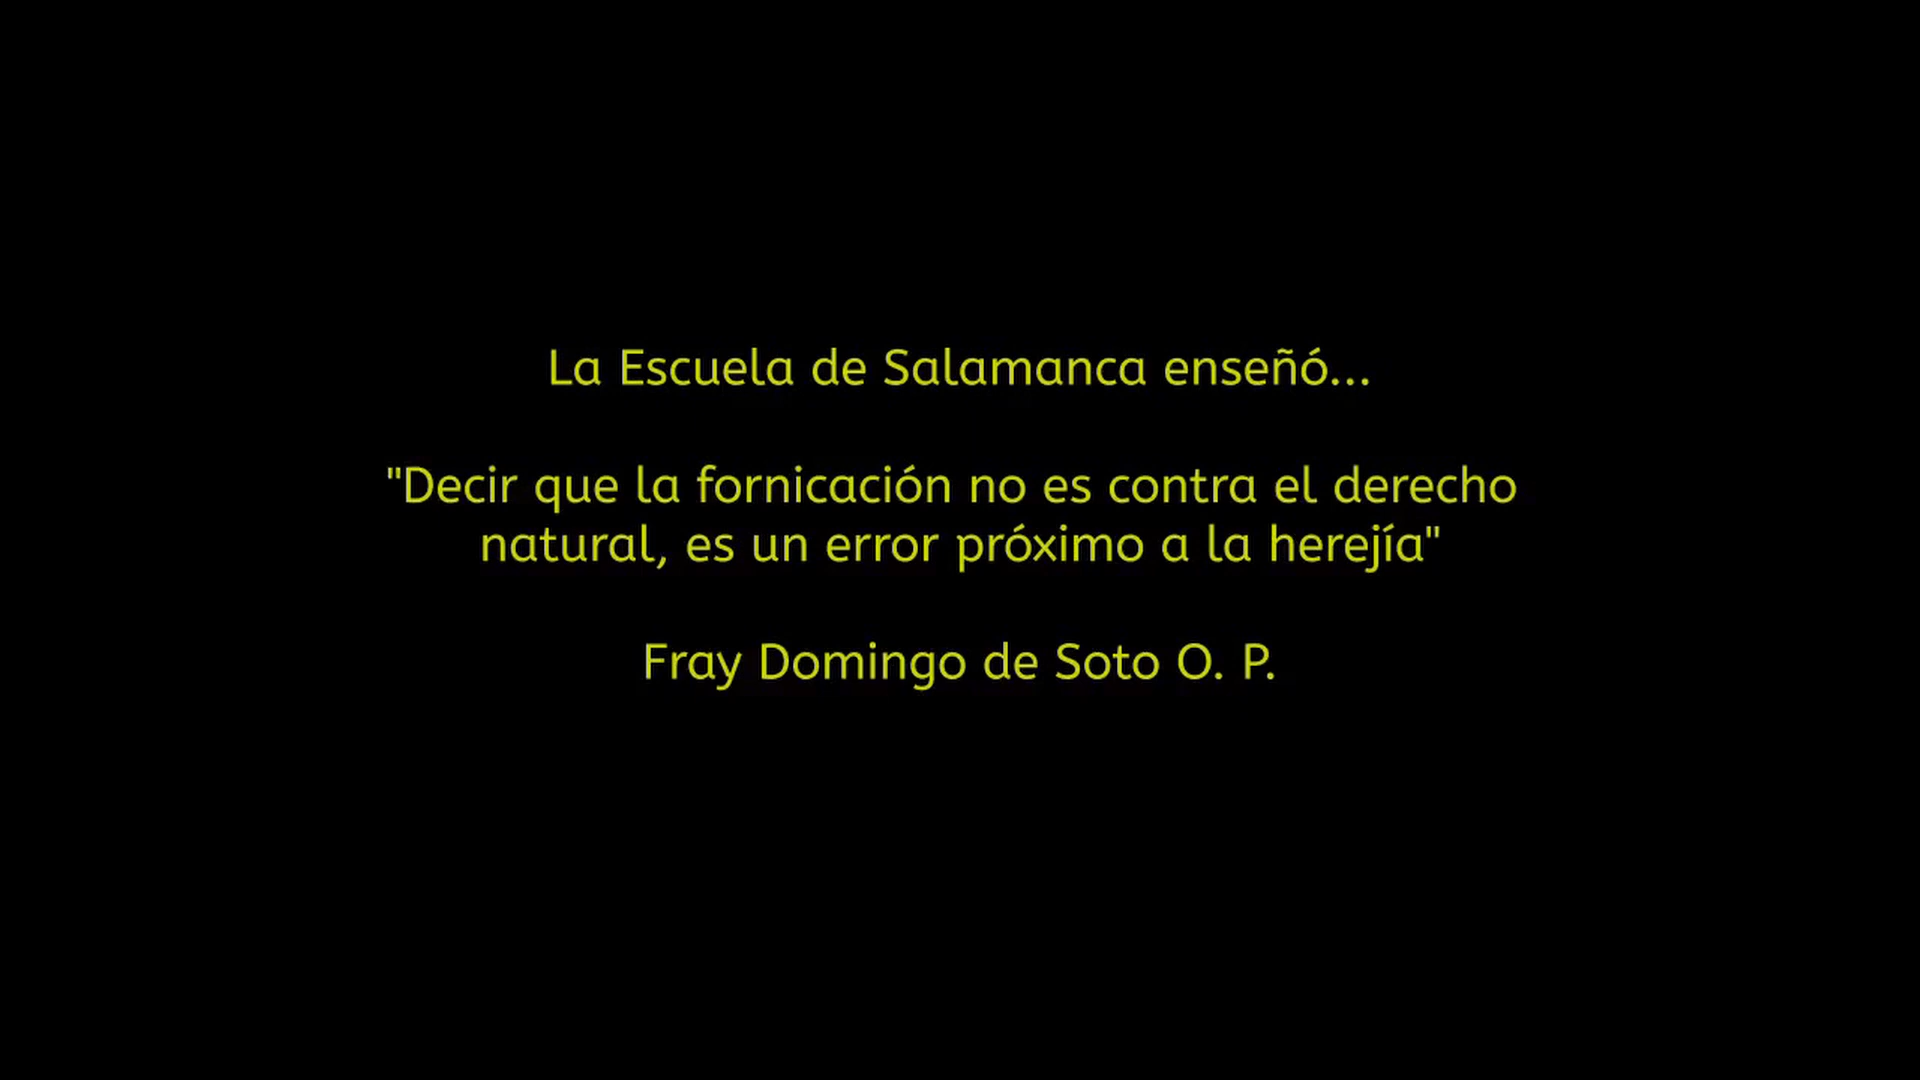 La Escuela de Salamanca enseñó...
"Decir que la fornicación no es contra el derecho
natural, es un error próximo a la herejía"
Fray Domingo de Soto O. P.